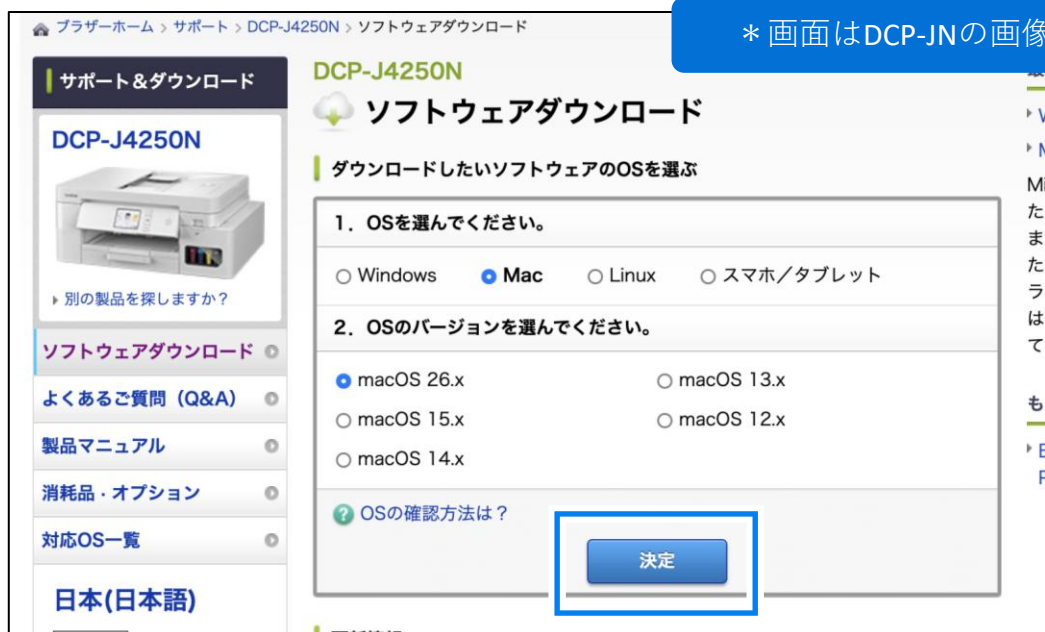 ブラザーホーム > サポート > DCP-J4250N > ソフトウェアダウンロード
＊画面はDCP-JNの画像
サポート＆ダウンロード
DCP-J4250N
別の製品を探しますか？
ソフトウェアダウンロード
よくあるご質問（Q&A）
製品マニュアル
消耗品・オプション
対応OS一覧
日本(日本語)
DCP-J4250N
ソフトウェアダウンロード
ダウンロードしたいソフトウェアのOSを選ぶ
1．OSを選んでください。
Windows Mac Linux スマホ／タブレット
2．OSのバージョンを選んでください。
macOS 26.x macOS 13.x
macOS 15.x macOS 12.x
macOS 14.x
OSの確認方法は？
決定
Mi
た
ま
た
ラ
は
て
も